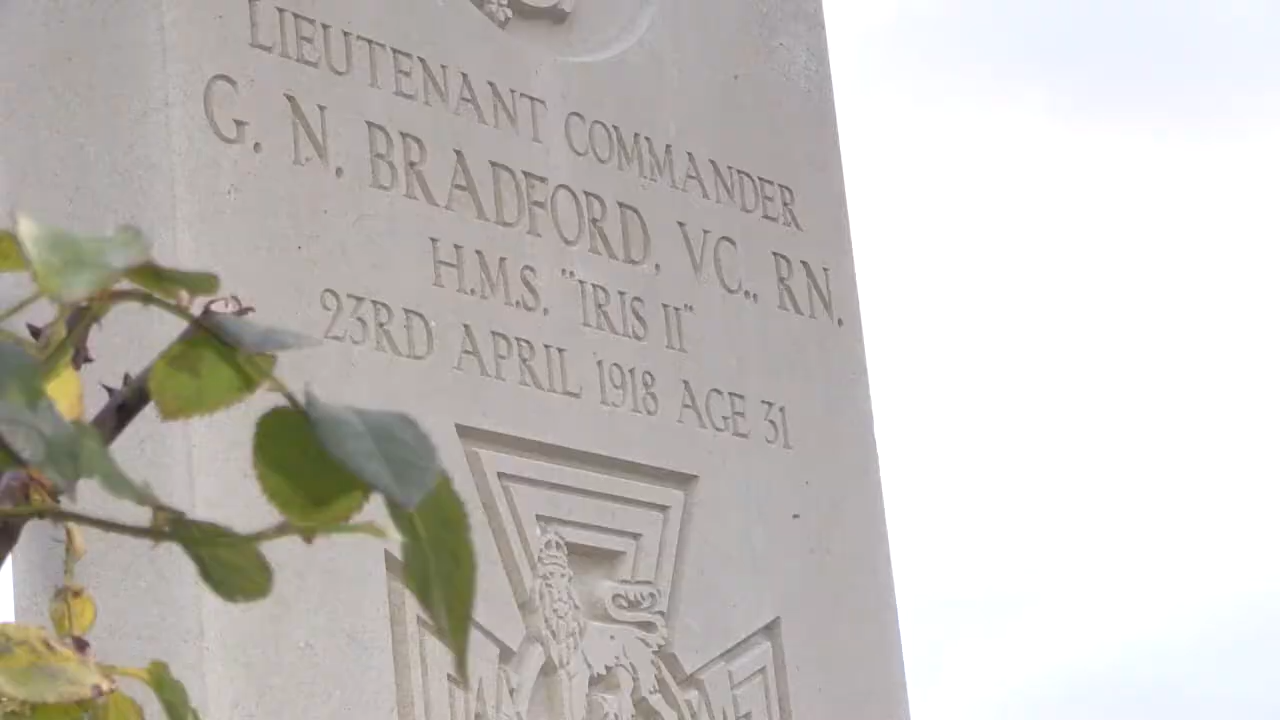 LIEUTENANT COMMANDER
G. N. BRADFORD, VC., RN.
H.M.S. "IRIS II"
23RD APRIL 1918 AGE 31